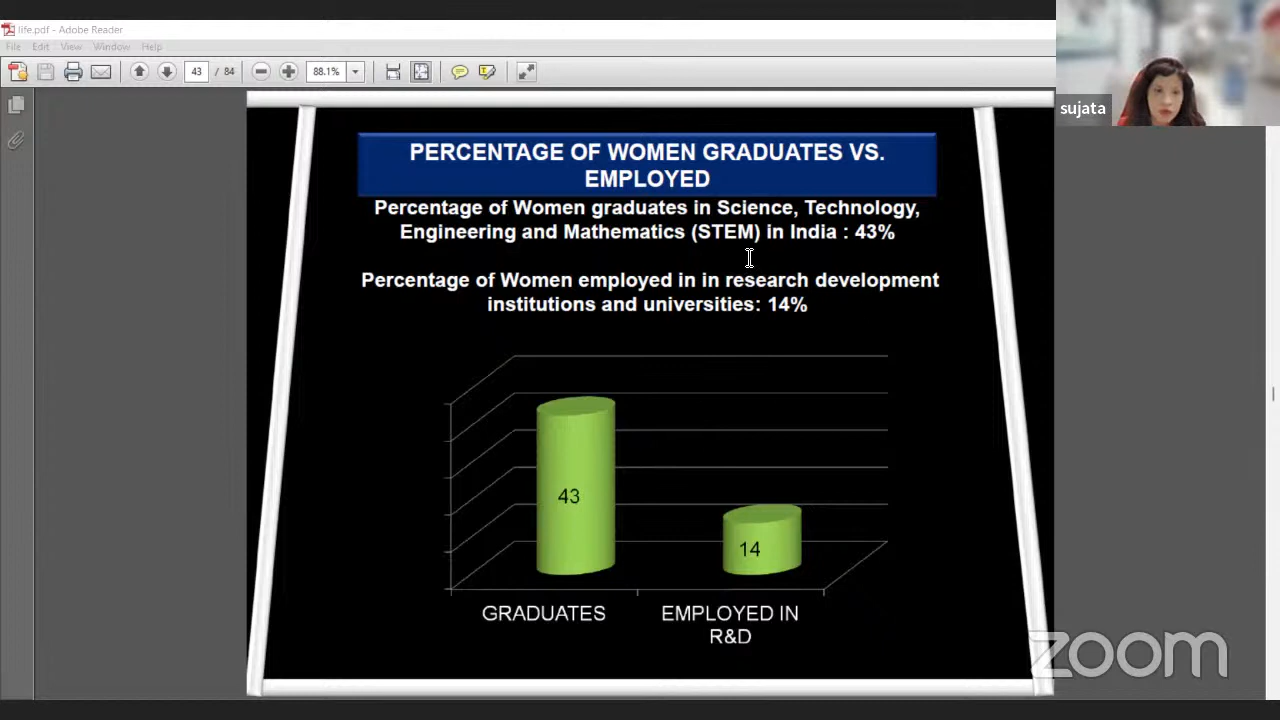 life.pdf - Adobe Reader
File Edit View Window Help
43 / 84 88.1%
sujata
PERCENTAGE OF WOMEN GRADUATES VS.
EMPLOYED
Percentage of Women graduates in Science, Technology,
Engineering and Mathematics (STEM) in India : 43%
Percentage of Women employed in in research development
institutions and universities: 14%
43
14
GRADUATES
EMPLOYED IN
R&D
zoom